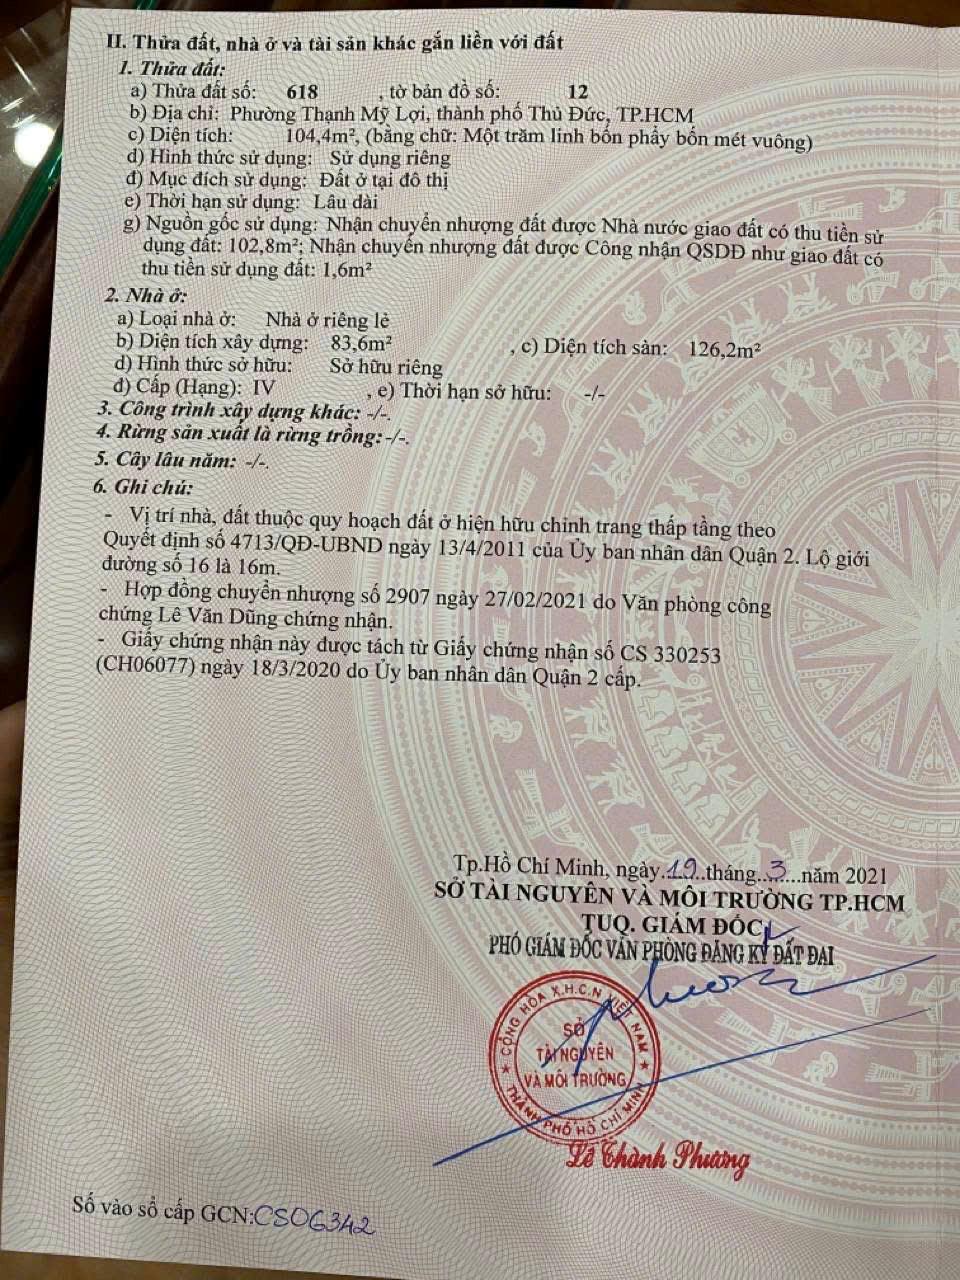 II. Thửa đất, nhà ở và tài sản khác gắn liền với đất
1. Thửa đất:
a) Thửa đất số: 618 , tờ bản đồ số: 12
b) Địa chỉ: Phường Thạnh Mỹ Lợi, thành phố Thủ Đức, TP.HCM
c) Diện tích: 104,4m², (bằng chữ: Một trăm linh bốn phẩy bốn mét vuông)
d) Hình thức sử dụng: Sử dụng riêng
đ) Mục đích sử dụng: Đất ở tại đô thị
e) Thời hạn sử dụng: Lâu dài
g) Nguồn gốc sử dụng: Nhận chuyển nhượng đất được Nhà nước giao đất có thu tiền sử
dụng đất: 102,8m²; Nhận chuyển nhượng đất được Công nhận QSDĐ như giao đất có
thu tiền sử dụng đất: 1,6m²
2. Nhà ở:
a) Loại nhà ở: Nhà ở riêng lẻ
b) Diện tích xây dựng: 83,6m² , c) Diện tích sàn: 126,2m²
d) Hình thức sở hữu: Sở hữu riêng
đ) Cấp (Hạng): IV , e) Thời hạn sở hữu: -/-
3. Công trình xây dựng khác: -/-.
4. Rừng sản xuất là rừng trồng: -/-.
5. Cây lâu năm: -/-.
6. Ghi chú:
- Vị trí nhà, đất thuộc quy hoạch đất ở hiện hữu chỉnh trang thấp tầng theo
Quyết định số 4713/QĐ-UBND ngày 13/4/2011 của Ủy ban nhân dân Quận 2. Lộ giới
đường số 16 là 16m.
- Hợp đồng chuyển nhượng số 2907 ngày 27/02/2021 do Văn phòng công
chứng Lê Văn Dũng chứng nhận.
- Giấy chứng nhận này được tách từ Giấy chứng nhận số CS 330253
(CH06077) ngày 18/3/2020 do Ủy ban nhân dân Quận 2 cấp.
Tp.Hồ Chí Minh, ngày.19..tháng..3....năm 2021
SỞ TÀI NGUYÊN VÀ MÔI TRƯỜNG TP.HCM
TUQ. GIÁM ĐỐC
PHÓ GIÁM ĐỐC VĂN PHÒNG ĐĂNG KÝ ĐẤT ĐAI
CỘNG HÒA X.H.C.N VIỆT NAM
SỞ
TÀI NGUYÊN
VÀ MÔI TRƯỜNG
THÀNH PHỐ HỒ CHÍ MINH
Lê Thành Phương
Số vào sổ cấp GCN:CS06342